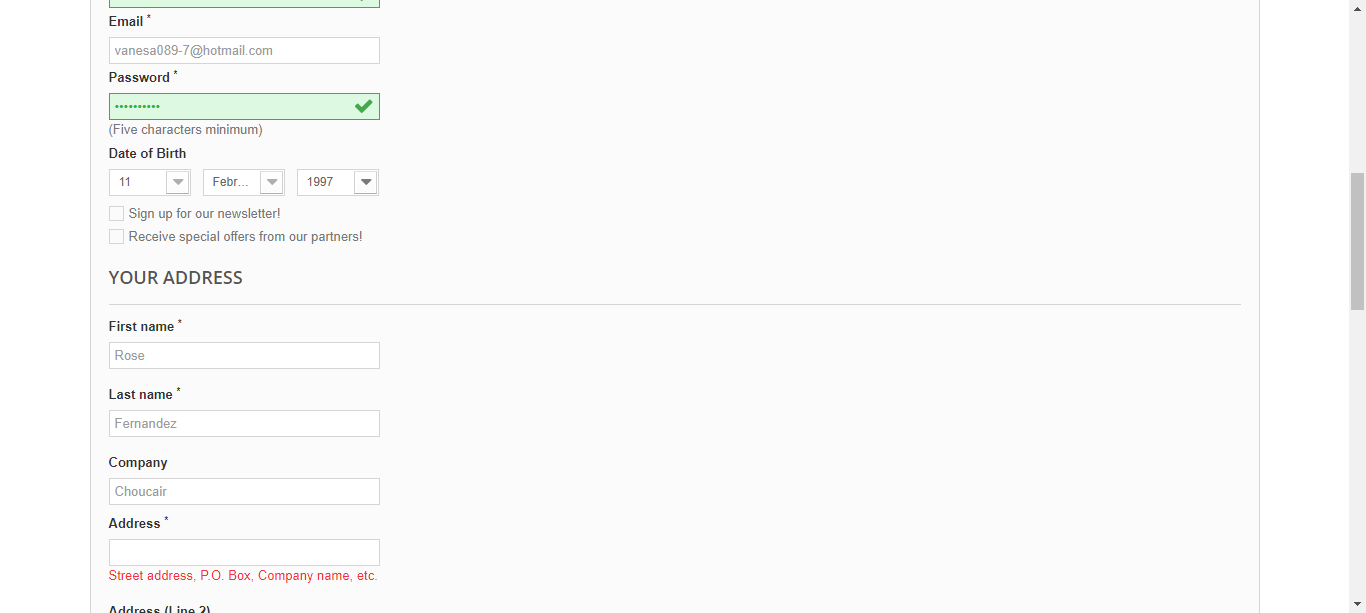 Email *
vanesa089-7@hotmail.com
Password *
••••••••••
(Five characters minimum)
Date of Birth
11 Febr... 1997
Sign up for our newsletter!
Receive special offers from our partners!
YOUR ADDRESS
First name *
Rose
Last name *
Fernandez
Company
Choucair
Address *
Street address, P.O. Box, Company name, etc.
Address (Line 2)